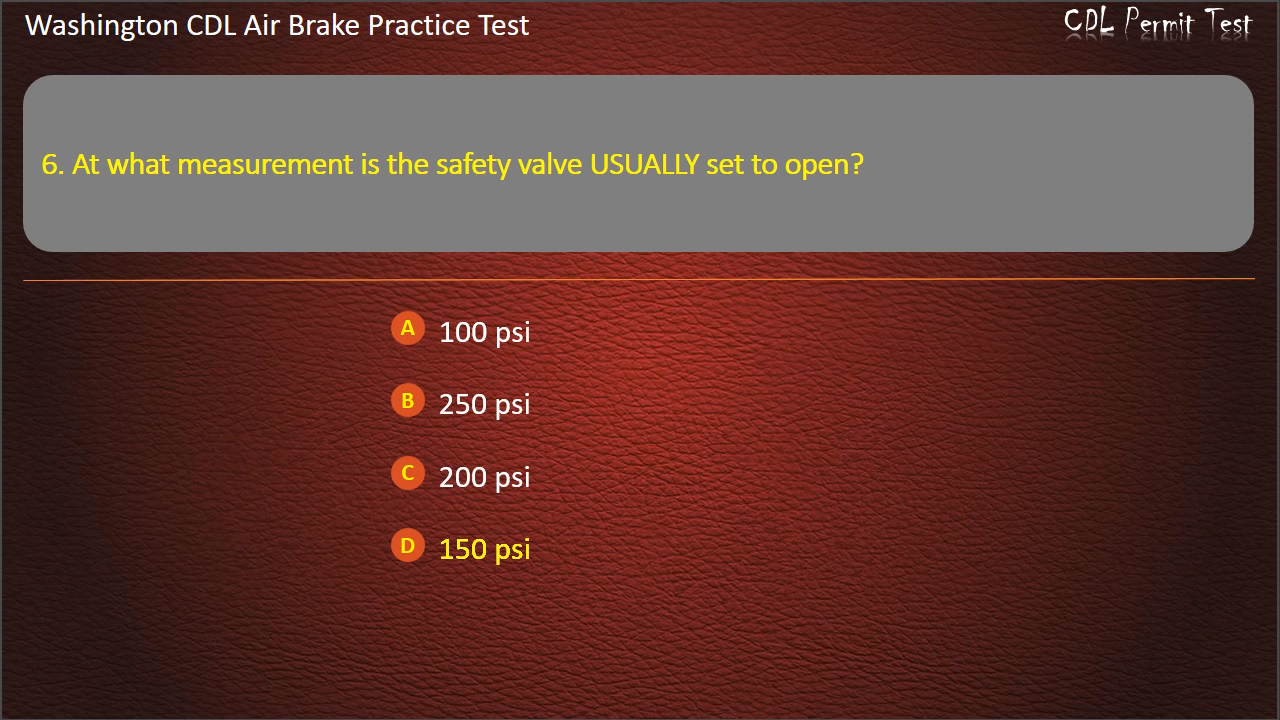 Washington CDL Air Brake Practice Test
CDL Permit Test
6. At what measurement is the safety valve USUALLY set to open?
A 100 psi
B 250 psi
C 200 psi
D 150 psi